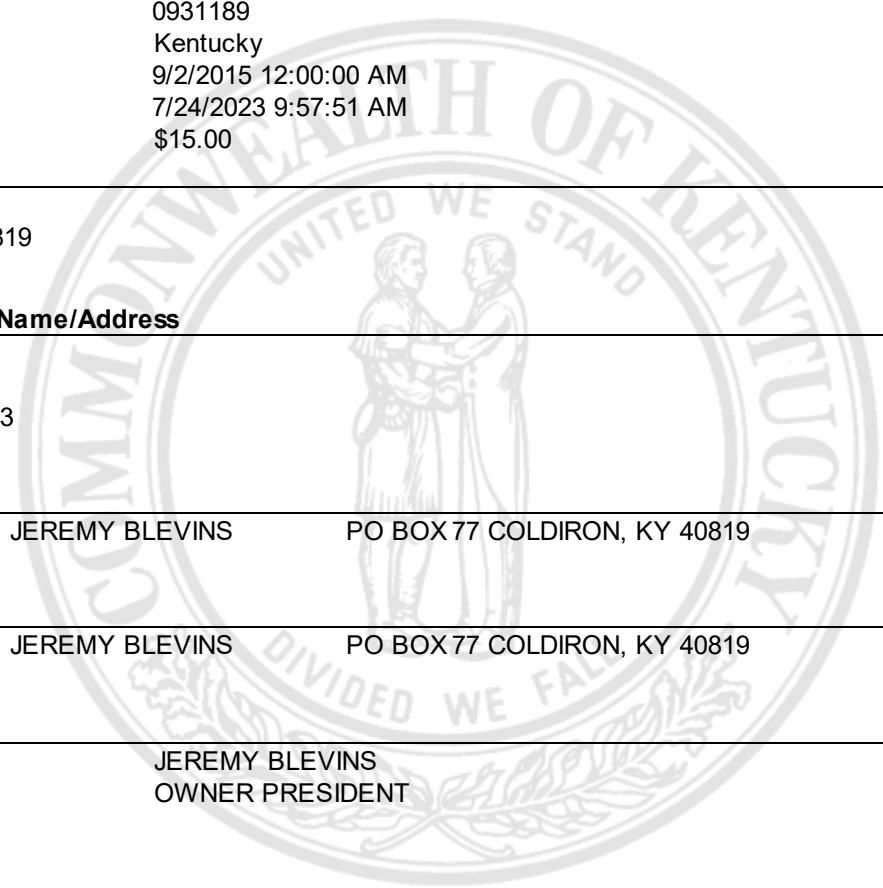 0931189
Kentucky
9/2/2015 12:00:00 AM
7/24/2023 9:57:51 AM
$15.00
COMMONWEALTH OF KENTUCKY
UNITED WE STAND
819
Name/Address
3
JEREMY BLEVINS PO BOX 77 COLDIRON, KY 40819
JEREMY BLEVINS PO BOX 77 COLDIRON, KY 40819
DIVIDED WE FALL
JEREMY BLEVINS
OWNER PRESIDENT